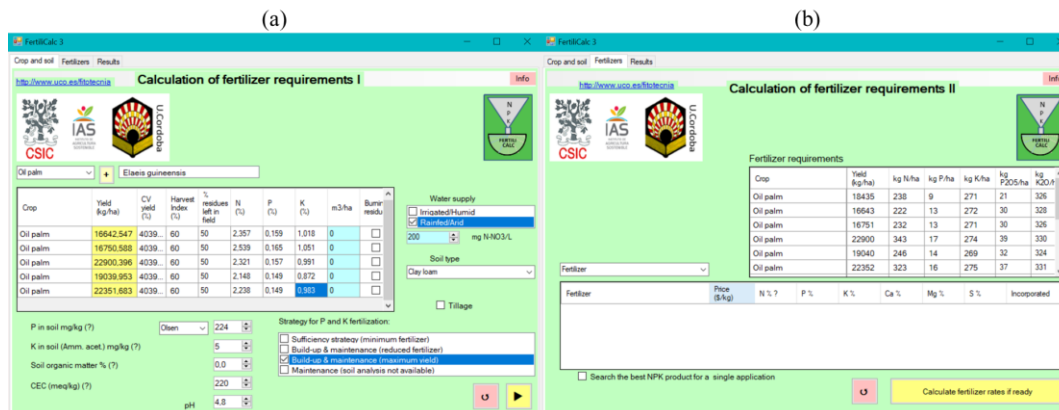 (a)
FertiliCalc 3
Crop and soil Fertilizers Results
http://www.uco.es/fitotecnia
Calculation of fertilizer requirements I
Info
CSIC
IAS
U.Cordoba
N
P K
FERTILI
CALC
Oil palm
+
Elaeis guineensis
Crop Yield (kg/ha) CV yield (%) Harvest Index (%) % residues left in field N (%) P (%) K (%) m3/ha Burnin residu
Oil palm 16642,547 4039... 60 50 2,357 0,159 1,018 0
Oil palm 16750,588 4039... 60 50 2,539 0,165 1,051 0
Oil palm 22900,396 4039... 60 50 2,321 0,157 0,991 0
Oil palm 19039,953 4039... 60 50 2,148 0,149 0,872 0
Oil palm 22351,683 4039... 60 50 2,238 0,149 0,983 0
Water supply
Irrigated/Humid
Rainfed/Arid
200 mg N-NO3/L
Soil type
Clay loam
Tillage
P in soil mg/kg (?) Olsen 224
K in soil (Amm. acet.) mg/kg (?) 5
Soil organic matter % (?) 0,0
CEC (meq/kg) (?) 220
pH 4,8
Strategy for P and K fertilization:
Sufficiency strategy (minimum fertilizer)
Build-up & maintenance (reduced fertilizer)
Build-up & maintenance (maximum yield)
Maintenance (soil analysis not available)
(b)
FertiliCalc 3
Crop and soil Fertilizers Results
http://www.uco.es/fitotecnia
Calculation of fertilizer requirements II
Info
CSIC
IAS
U.Cordoba
N
P K
FERTILI
CALC
Fertilizer requirements
Crop Yield (kg/ha) kg N/ha kg P/ha kg K/ha kg P2O5/ha kg K2O/h
Oil palm 18435 238 9 271 21 326
Oil palm 16643 222 13 272 30 328
Oil palm 16751 232 13 271 30 326
Oil palm 22900 343 17 274 39 330
Oil palm 19040 246 14 269 32 324
Oil palm 22352 323 16 275 37 331
Fertilizer
Fertilizer Price ($/kg) N % ? P % K % Ca % Mg % S % Incorporated
Search the best NPK product for a single application
Calculate fertilizer rates if ready